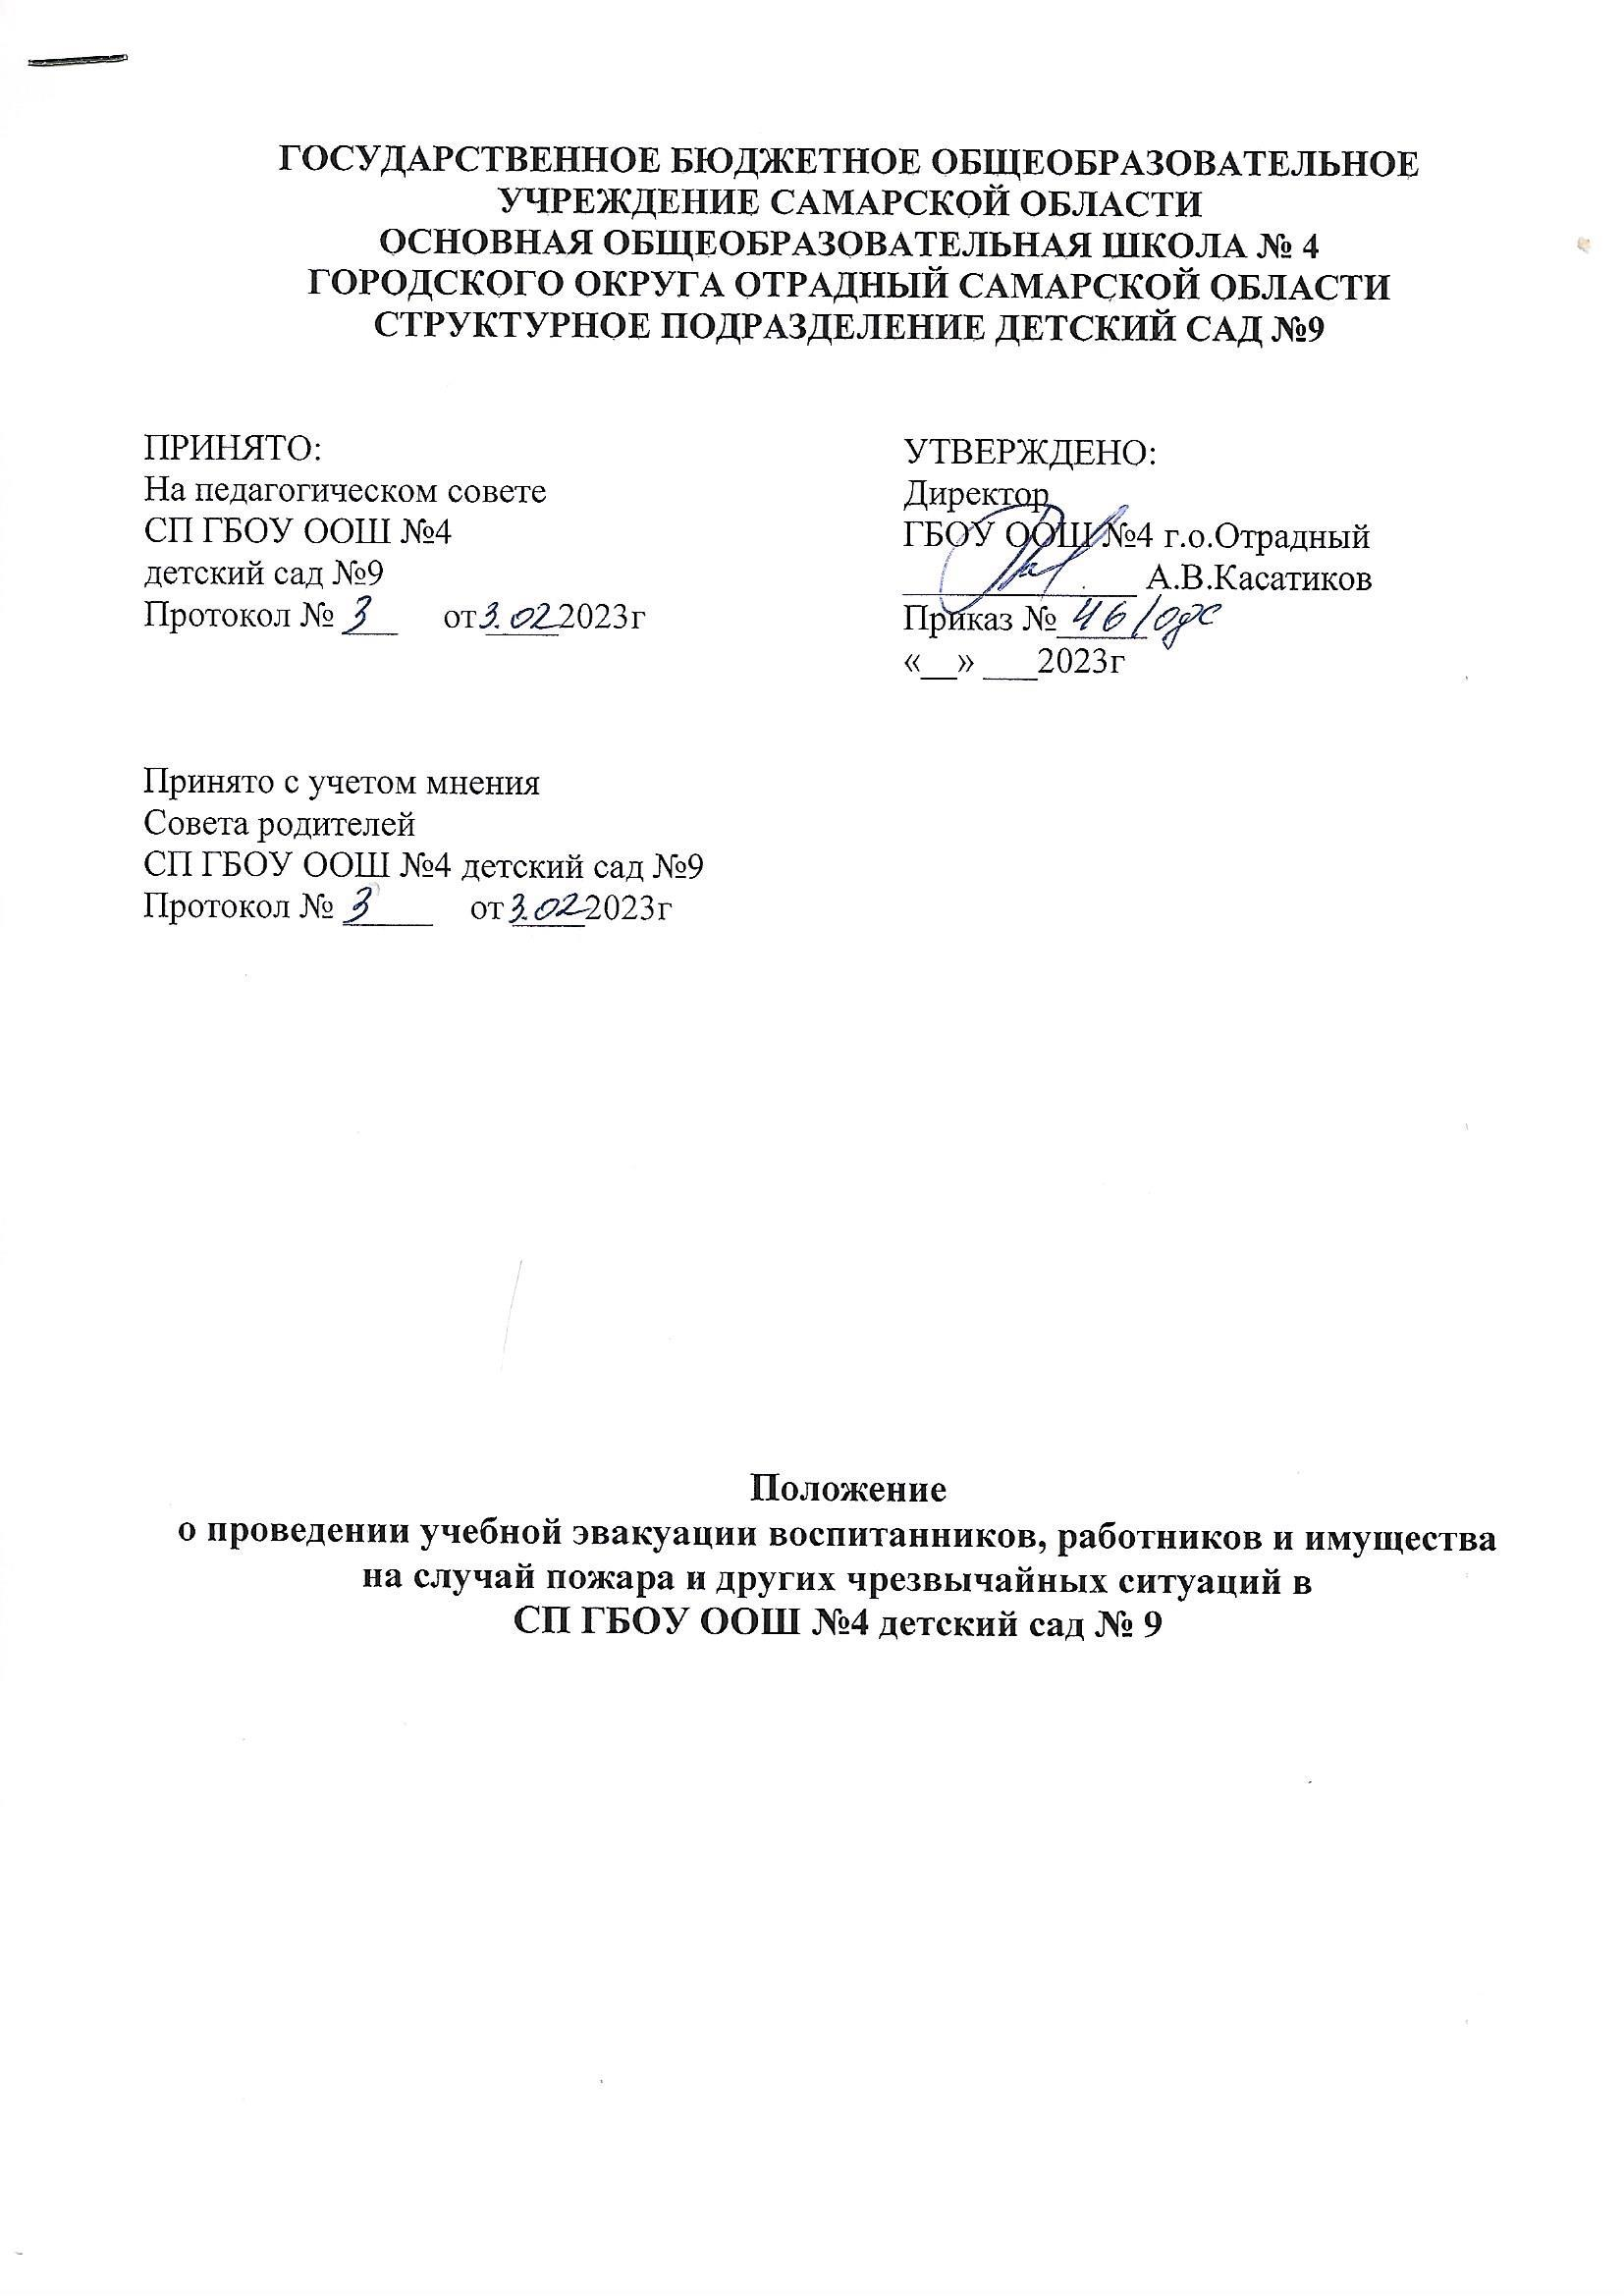 ГОСУДАРСТВЕННОЕ БЮДЖЕТНОЕ ОБЩЕОБРАЗОВАТЕЛЬНОЕ
УЧРЕЖДЕНИЕ САМАРСКОЙ ОБЛАСТИ
ОСНОВНАЯ ОБЩЕОБРАЗОВАТЕЛЬНАЯ ШКОЛА № 4
ГОРОДСКОГО ОКРУГА ОТРАДНЫЙ САМАРСКОЙ ОБЛАСТИ
СТРУКТУРНОЕ ПОДРАЗДЕЛЕНИЕ ДЕТСКИЙ САД №9
ПРИНЯТО:
На педагогическом совете
СП ГБОУ ООШ №4
детский сад №9
Протокол № 3 от 3.02 2023г
УТВЕРЖДЕНО:
Директор
ГБОУ ООШ №4 г.о.Отрадный
_____________ А.В.Касатиков
Приказ № 46/одс
«__» ___2023г
Принято с учетом мнения
Совета родителей
СП ГБОУ ООШ №4 детский сад №9
Протокол № 3 от 3.02 2023г
Положение
о проведении учебной эвакуации воспитанников, работников и имущества
на случай пожара и других чрезвычайных ситуаций в
СП ГБОУ ООШ №4 детский сад № 9